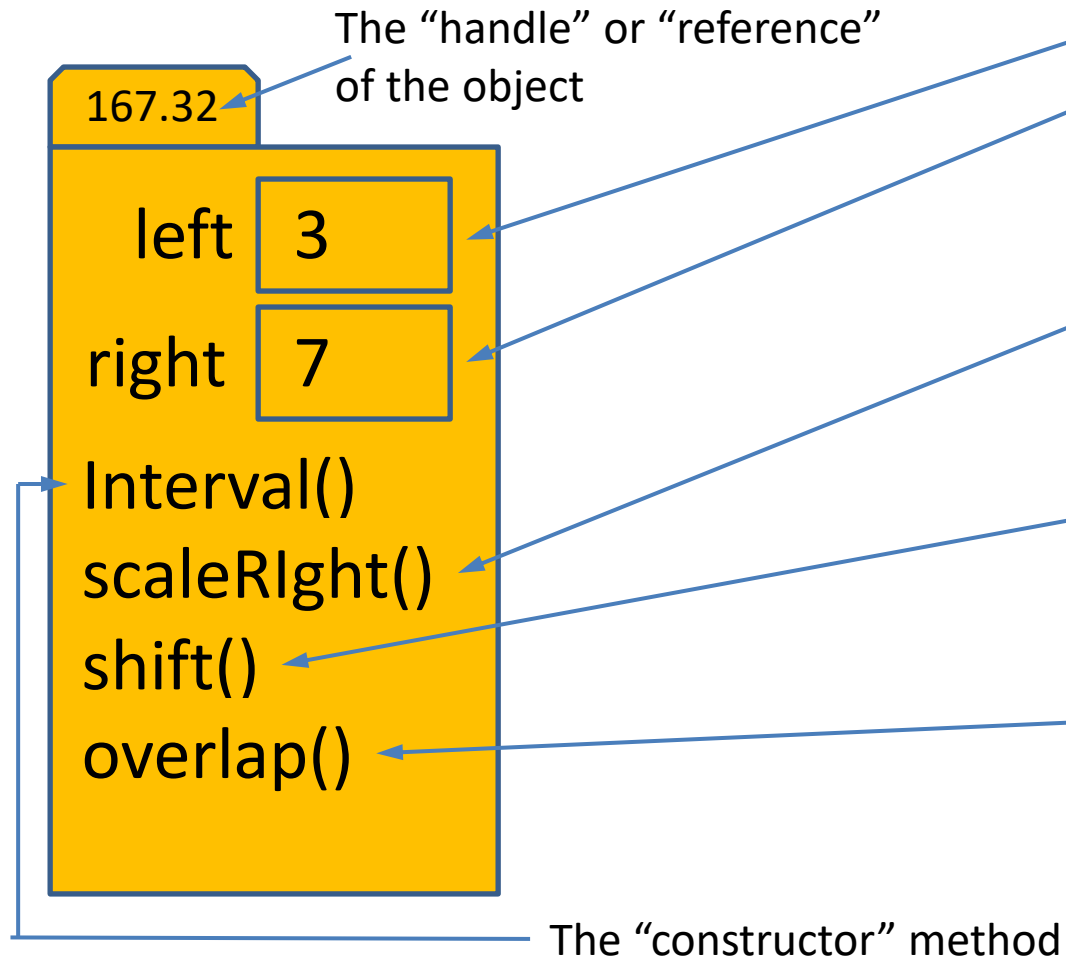 The “handle” or “reference”
of the object
167.32
left 3
right 7
Interval()
scaleRIght()
shift()
overlap()
The “constructor” method